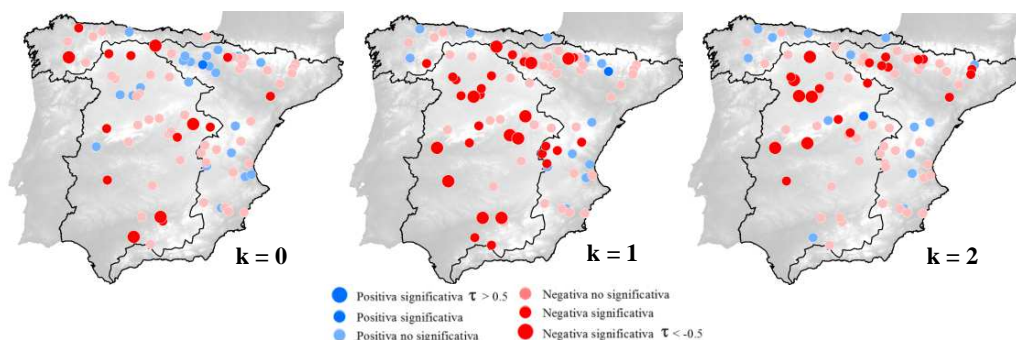 k = 0
k = 1
k = 2
Positiva significativa τ > 0.5
Positiva significativa
Positiva no significativa
Negativa no significativa
Negativa significativa
Negativa significativa τ < -0.5